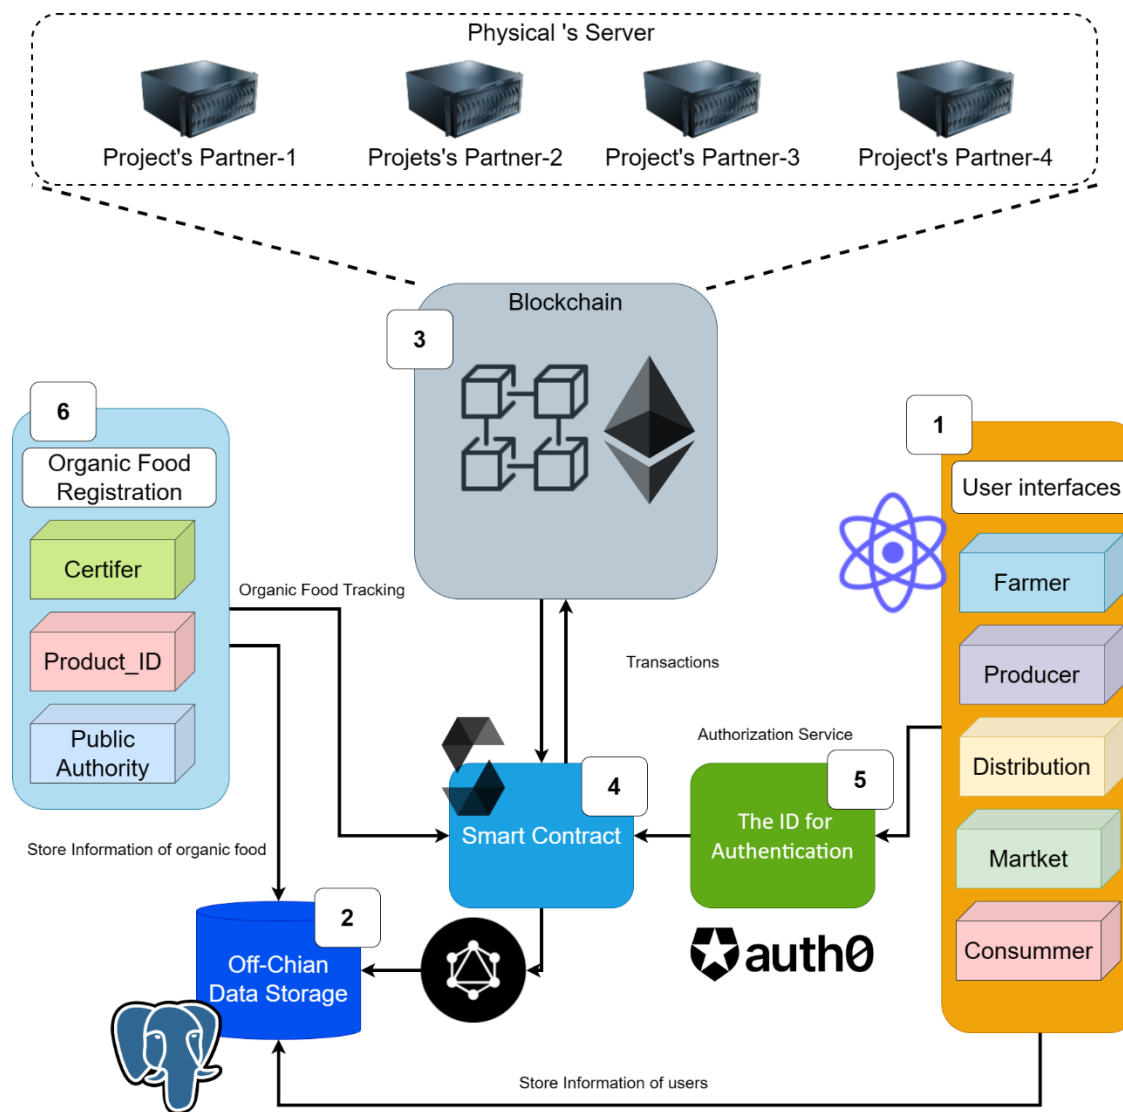 Physical 's Server
Project's Partner-1
Projets's Partner-2
Project's Partner-3
Project's Partner-4
Blockchain
3
6
Organic Food
Registration
Certifer
Product_ID
Public
Authority
1
User interfaces
Farmer
Producer
Distribution
Martket
Consummer
Organic Food Tracking
Transactions
Authorization Service
4
Smart Contract
5
The ID for
Authentication
auth0
Store Information of organic food
2
Off-Chian
Data Storage
Store Information of users